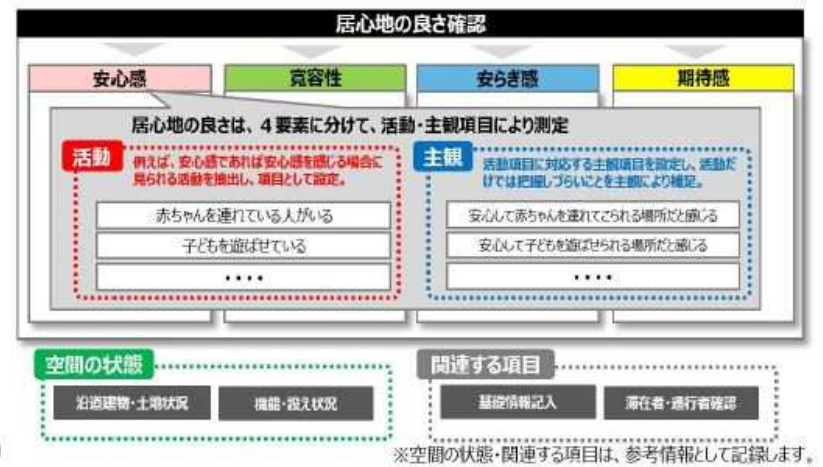 居心地の良さ確認
安心感
寛容性
安らぎ感
期待感
居心地の良さは、4要素に分けて、活動・主観項目により測定
活動
例えば、安心感であれば安心感を感じる場合に
見られる活動を抽出し、項目として設定。
赤ちゃんを連れている人がいる
子どもを遊ばせている
・・・・
主観
活動項目に対応する主観項目を設定し、活動だ
けでは把握しづらいことを主観により補足。
安心して赤ちゃんを連れてこられる場所だと感じる
安心して子どもを遊ばせられる場所だと感じる
・・・・
空間の状態
沿道建物・土地状況
機能・設え状況
関連する項目
基礎情報記入
滞在者・通行者確認
※空間の状態・関連する項目は、参考情報として記録します。